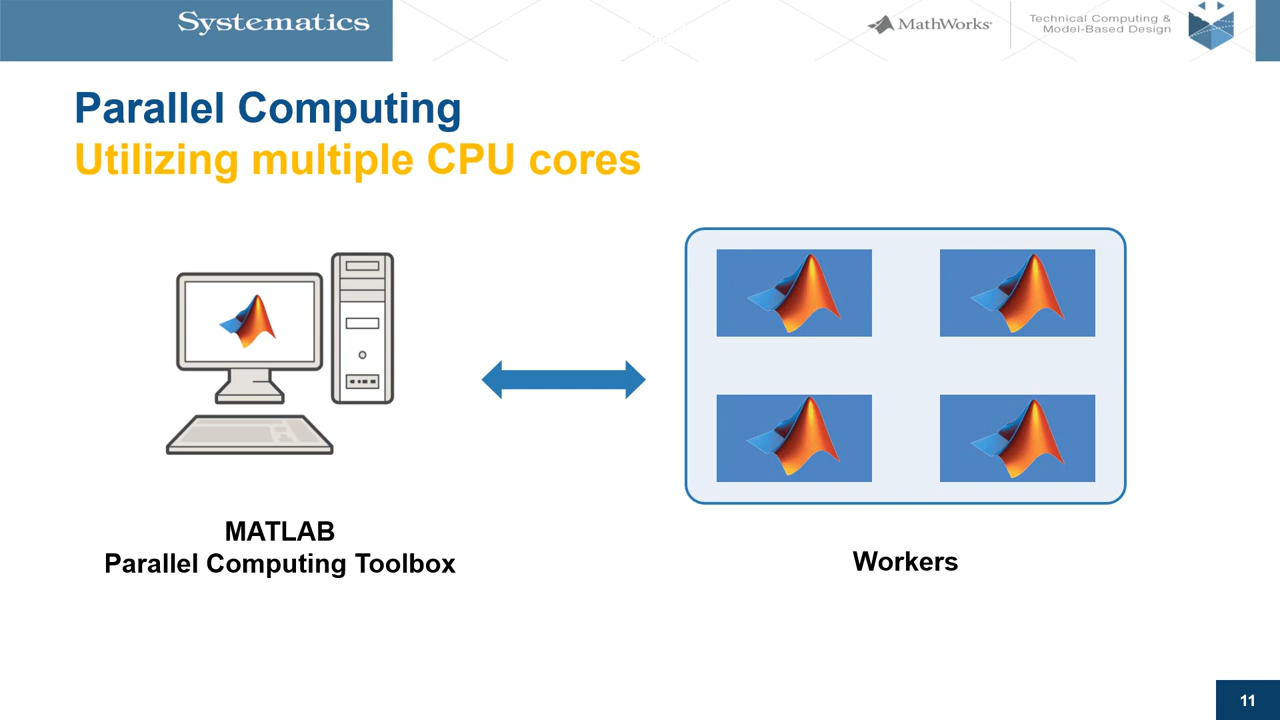 Systematics
MathWorks®
Technical Computing &
Model-Based Design
Parallel Computing
Utilizing multiple CPU cores
MATLAB
Parallel Computing Toolbox
Workers
11